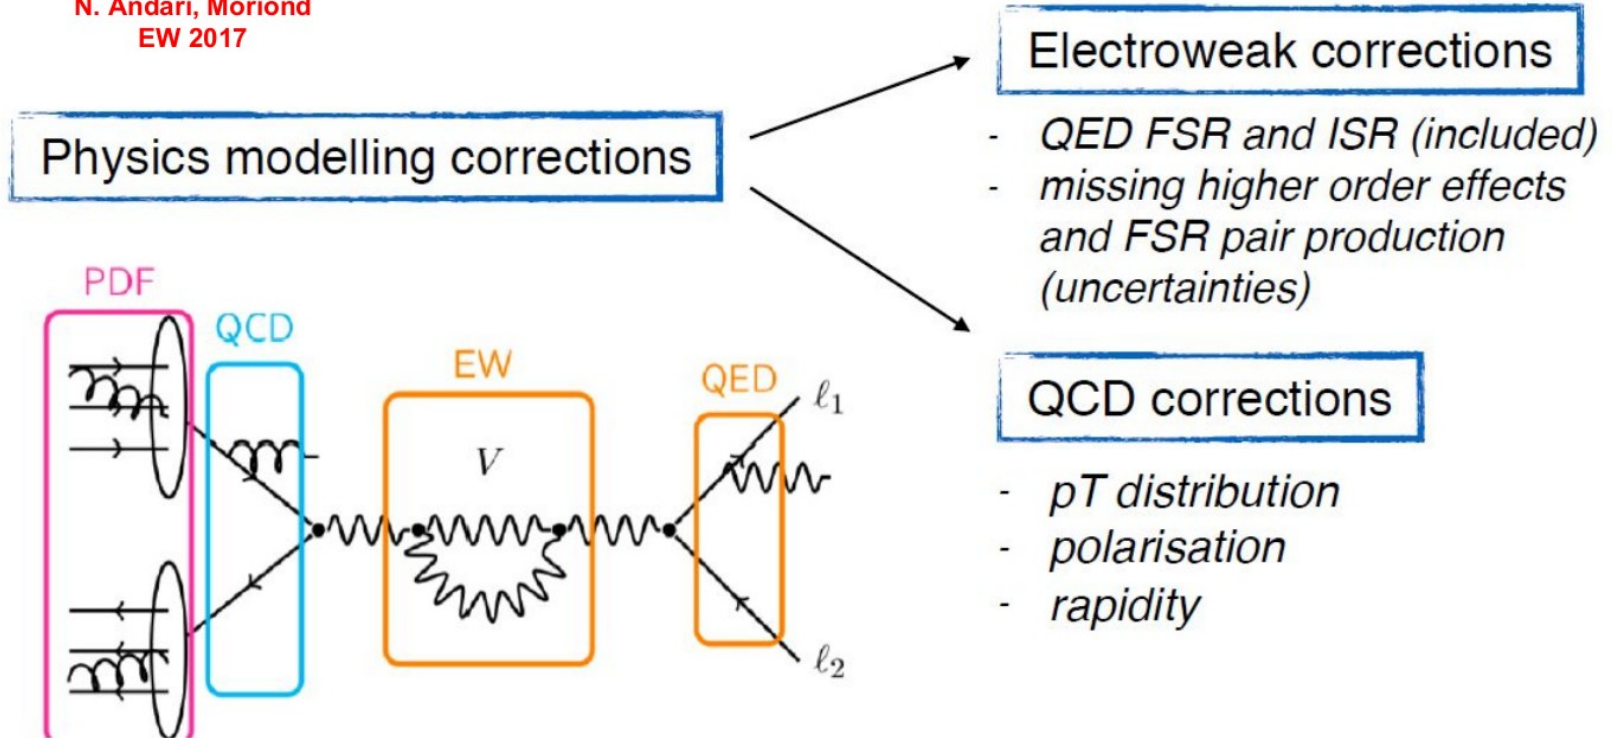 N. Andari, Moriond
EW 2017
Physics modelling corrections
Electroweak corrections
- QED FSR and ISR (included)
- missing higher order effects
and FSR pair production
(uncertainties)
QCD corrections
- pT distribution
- polarisation
- rapidity
PDF
QCD
EW
QED
V
ℓ1
ℓ2